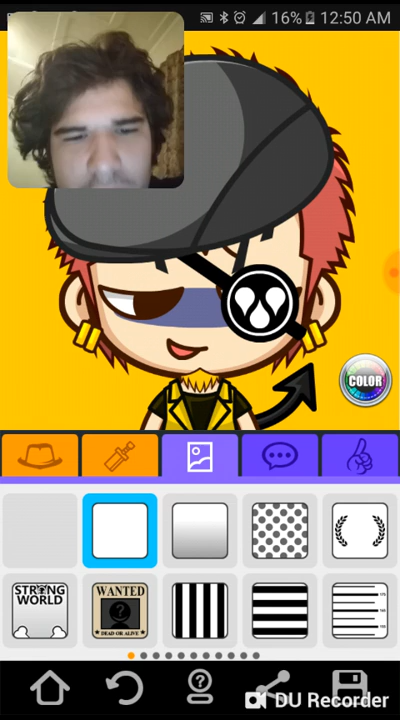 16% 12:50 AM
COLOR
STRONG
WORLD
WANTED
DEAD OR ALIVE
DU Recorder